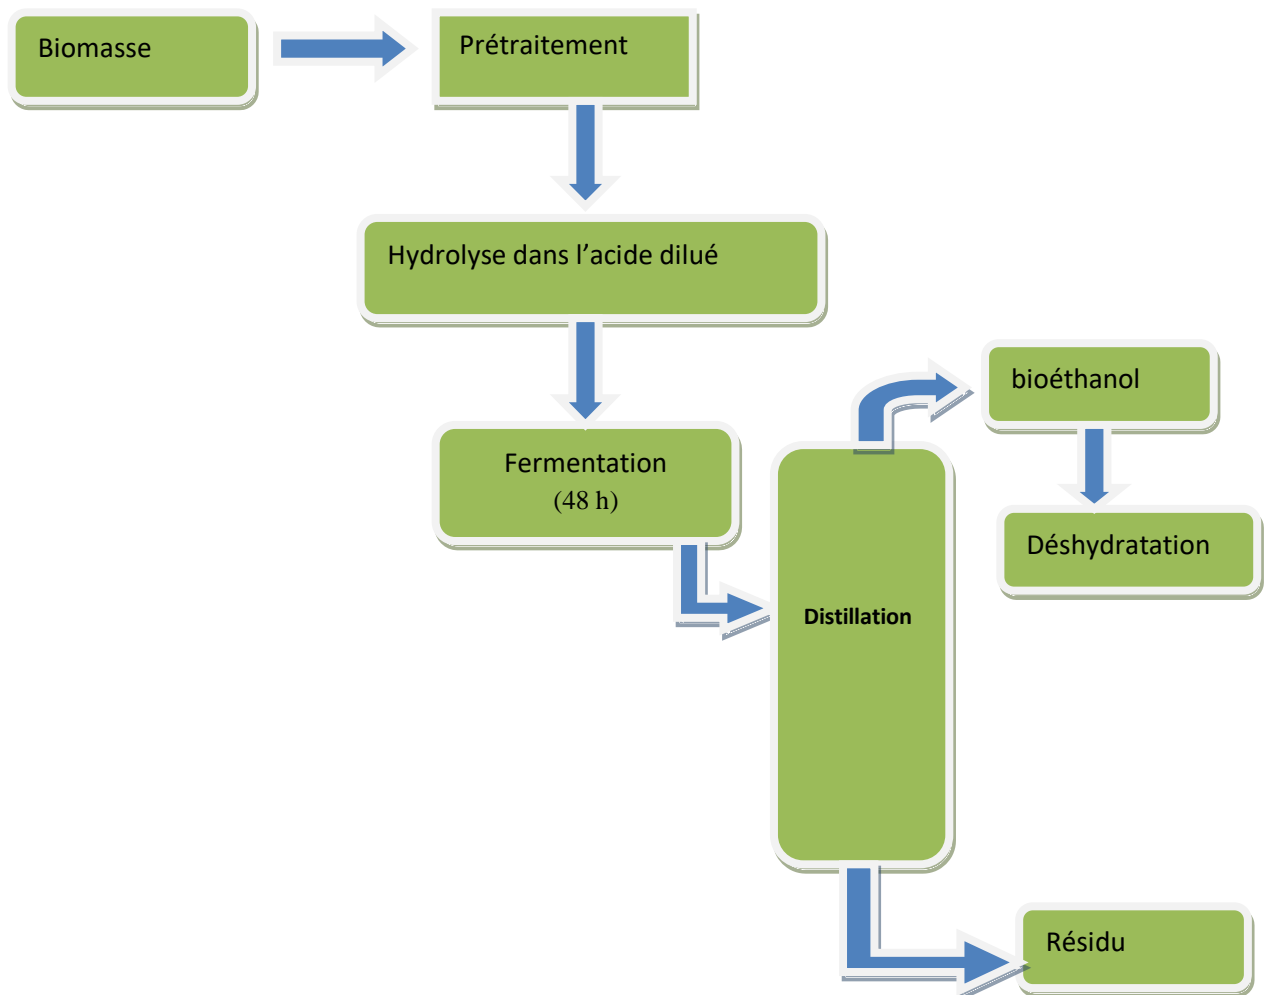 Biomasse
Prétraitement
Hydrolyse dans l’acide dilué
Fermentation
(48 h)
Distillation
bioéthanol
Déshydratation
Résidu